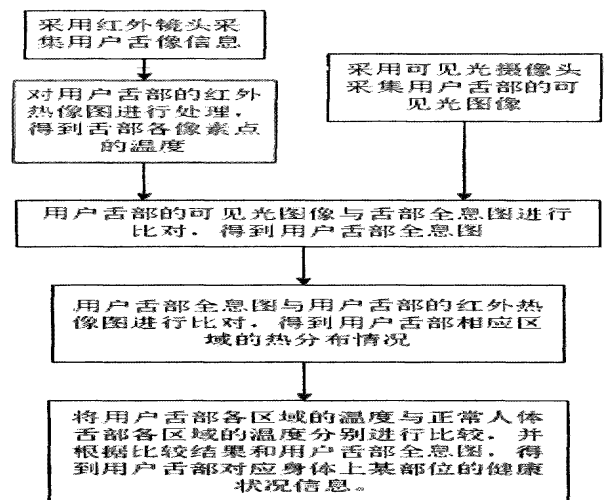 采用红外镜头采
集用户舌像信息
对用户舌部的红外
热像图进行处理，
得到舌部各像素点
的温度
采用可见光摄像头
采集用户舌部的可
见光图像
用户舌部的可见光图像与舌部全息图进行
比对，得到用户舌部全息图
用户舌部全息图与用户舌部的红外热
像图进行比对，得到用户舌部相应区
域的热分布情况
将用户舌部各区域的温度与正常人体
舌部各区域的温度分别进行比较，并
根据比较结果和用户舌部全息图，得
到用户舌部对应身体上某部位的健康
状况信息。